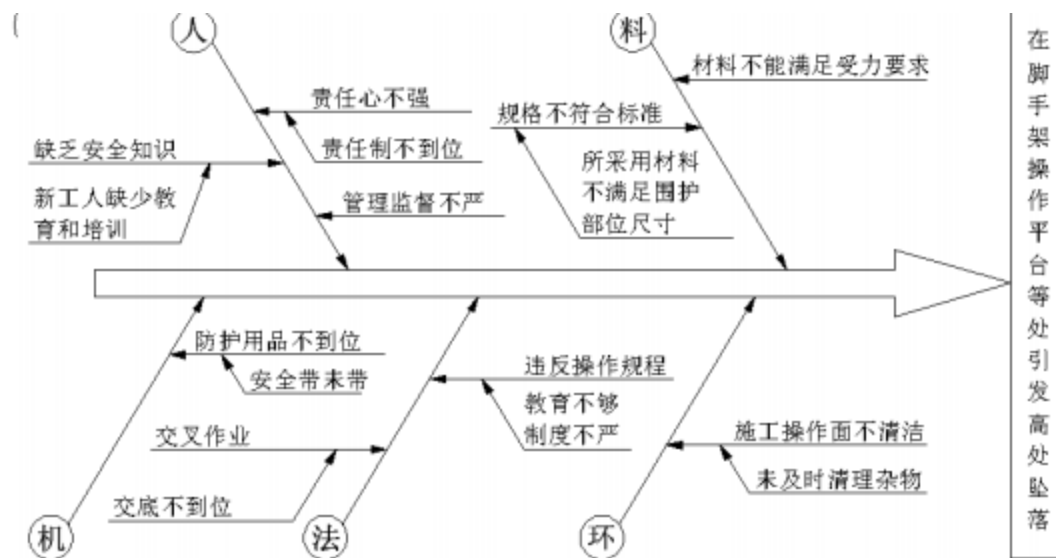 人
料
材料不能满足受力要求
责任心不强
规格不符合标准
责任制不到位
缺乏安全知识
所采用材料
不满足围护
部位尺寸
新工人缺少教
育和培训
管理监督不严
防护用品不到位
安全带未带
违反操作规程
教育不够
制度不严
交叉作业
施工操作面不清洁
未及时清理杂物
交底不到位
机
法
环
在脚手架操作平台等处引发高处坠落